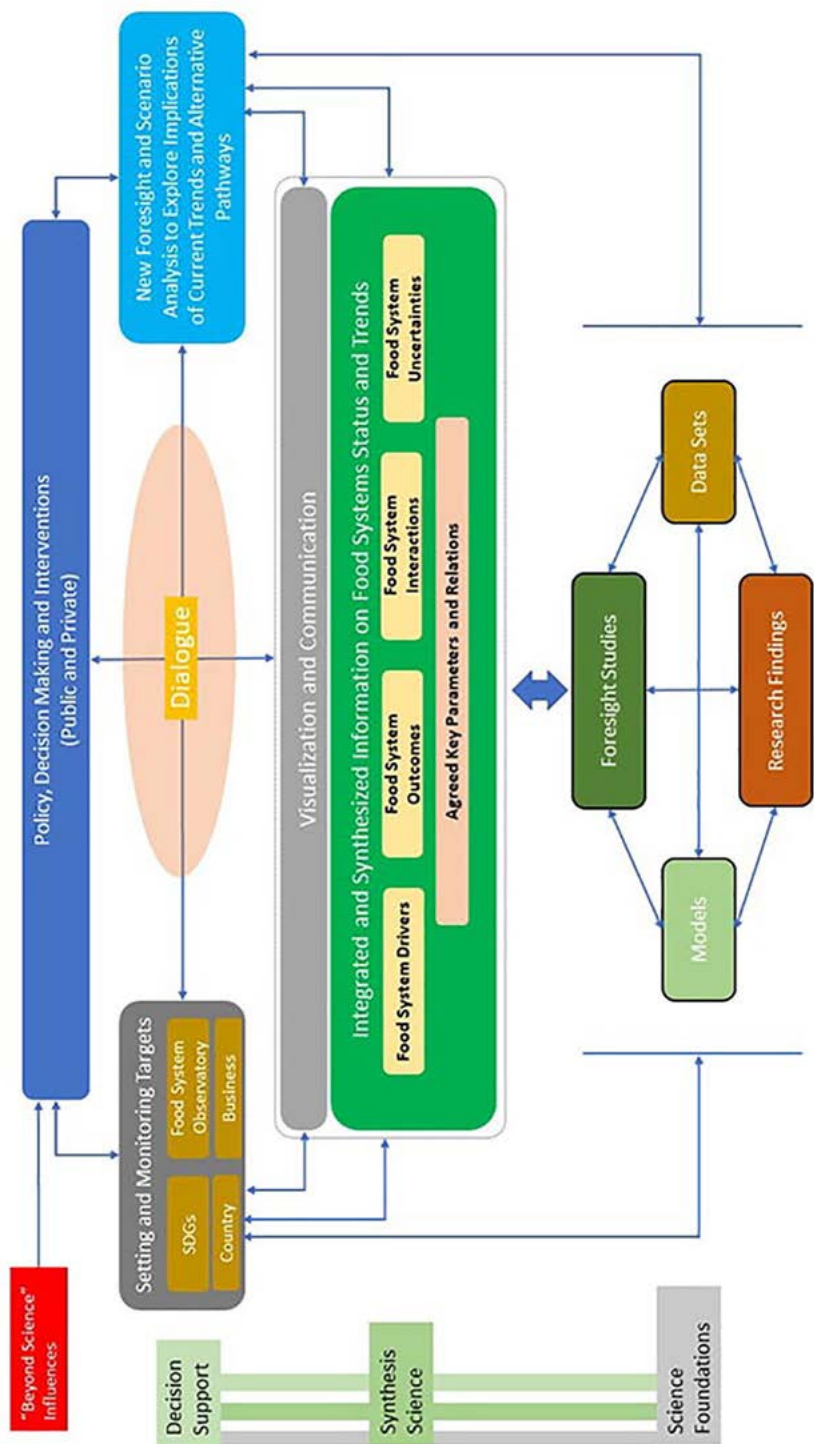 "Beyond Science"
Influences
Policy, Decision Making and Interventions
(Public and Private)
Decision
Support
Setting and Monitoring Targets
SDGs
Food System
Observatory
Country
Business
Dialogue
New Foresight and Scenario
Analysis to Explore Implications
of Current Trends and Alternative
Pathways
Synthesis
Science
Visualization and Communication
Integrated and Synthesized Information on Food Systems Status and Trends
Food System Drivers
Food System
Outcomes
Food System
Interactions
Food System
Uncertainties
Agreed Key Parameters and Relations
Science
Foundations
Foresight Studies
Models
Data Sets
Research Findings